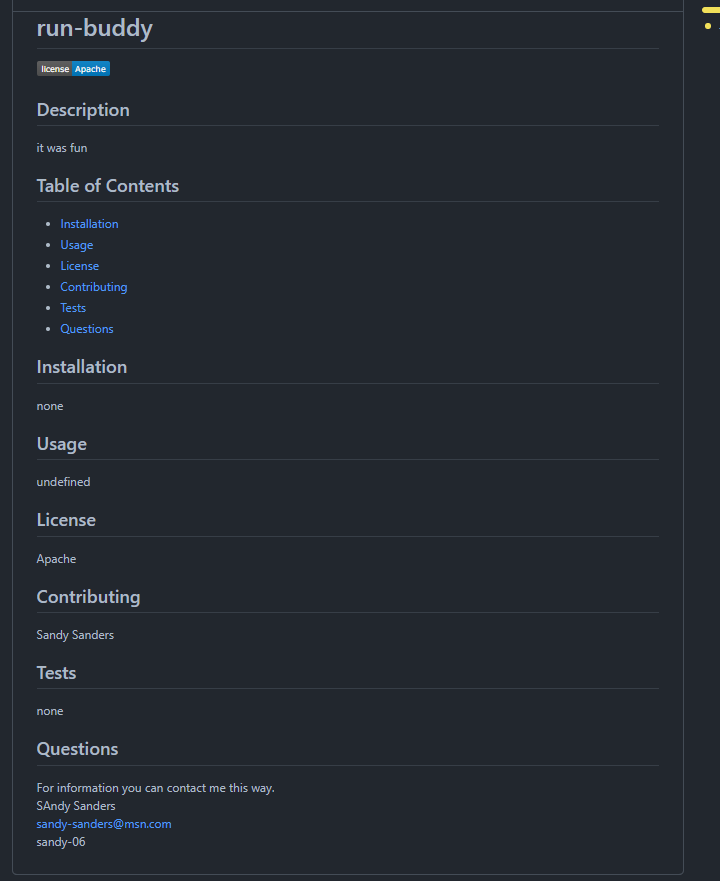 run-buddy
license Apache
Description
it was fun
Table of Contents
Installation
Usage
License
Contributing
Tests
Questions
Installation
none
Usage
undefined
License
Apache
Contributing
Sandy Sanders
Tests
none
Questions
For information you can contact me this way.
SAndy Sanders
sandy-sanders@msn.com
sandy-06